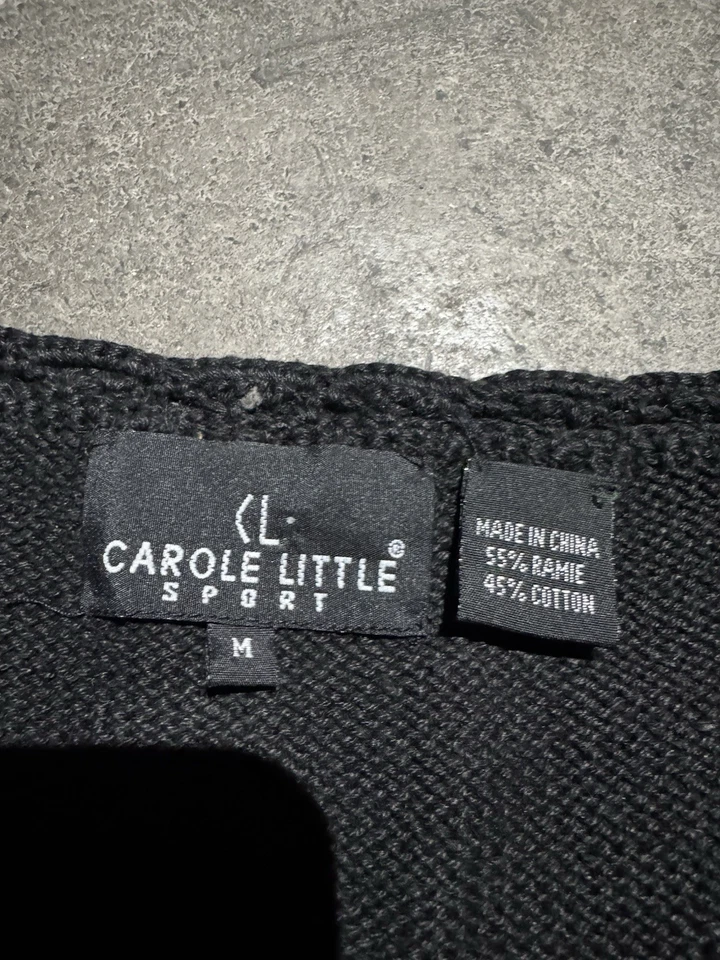 CL
CAROLE LITTLE®
SPORT
M
MADE IN CHINA
55% RAMIE
45% COTTON